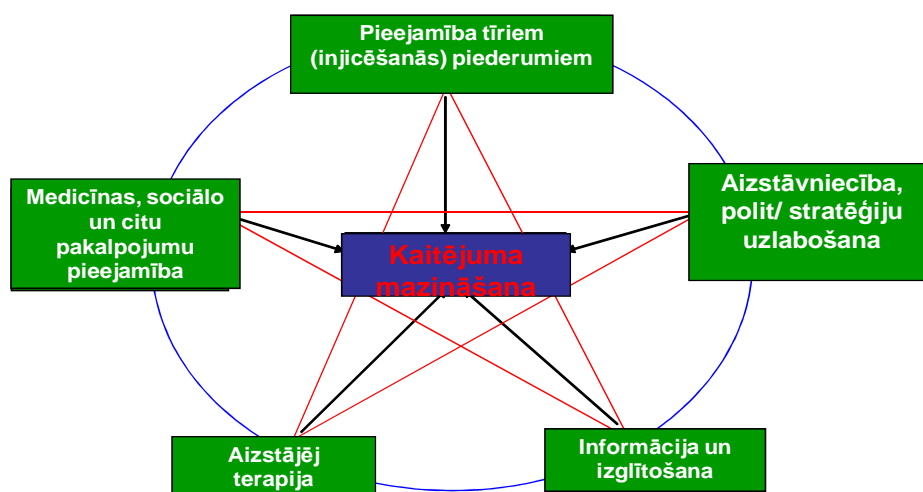 Pieejamība tīriem
(injicēšanās) piederumiem
Medicīnas, sociālo
un citu
pakalpojumu
pieejamība
Aizstāvniecība,
polit/ stratēģiju
uzlabošana
Kaitējuma
mazināšana
Aizstājēj
terapija
Informācija un
izglītošana